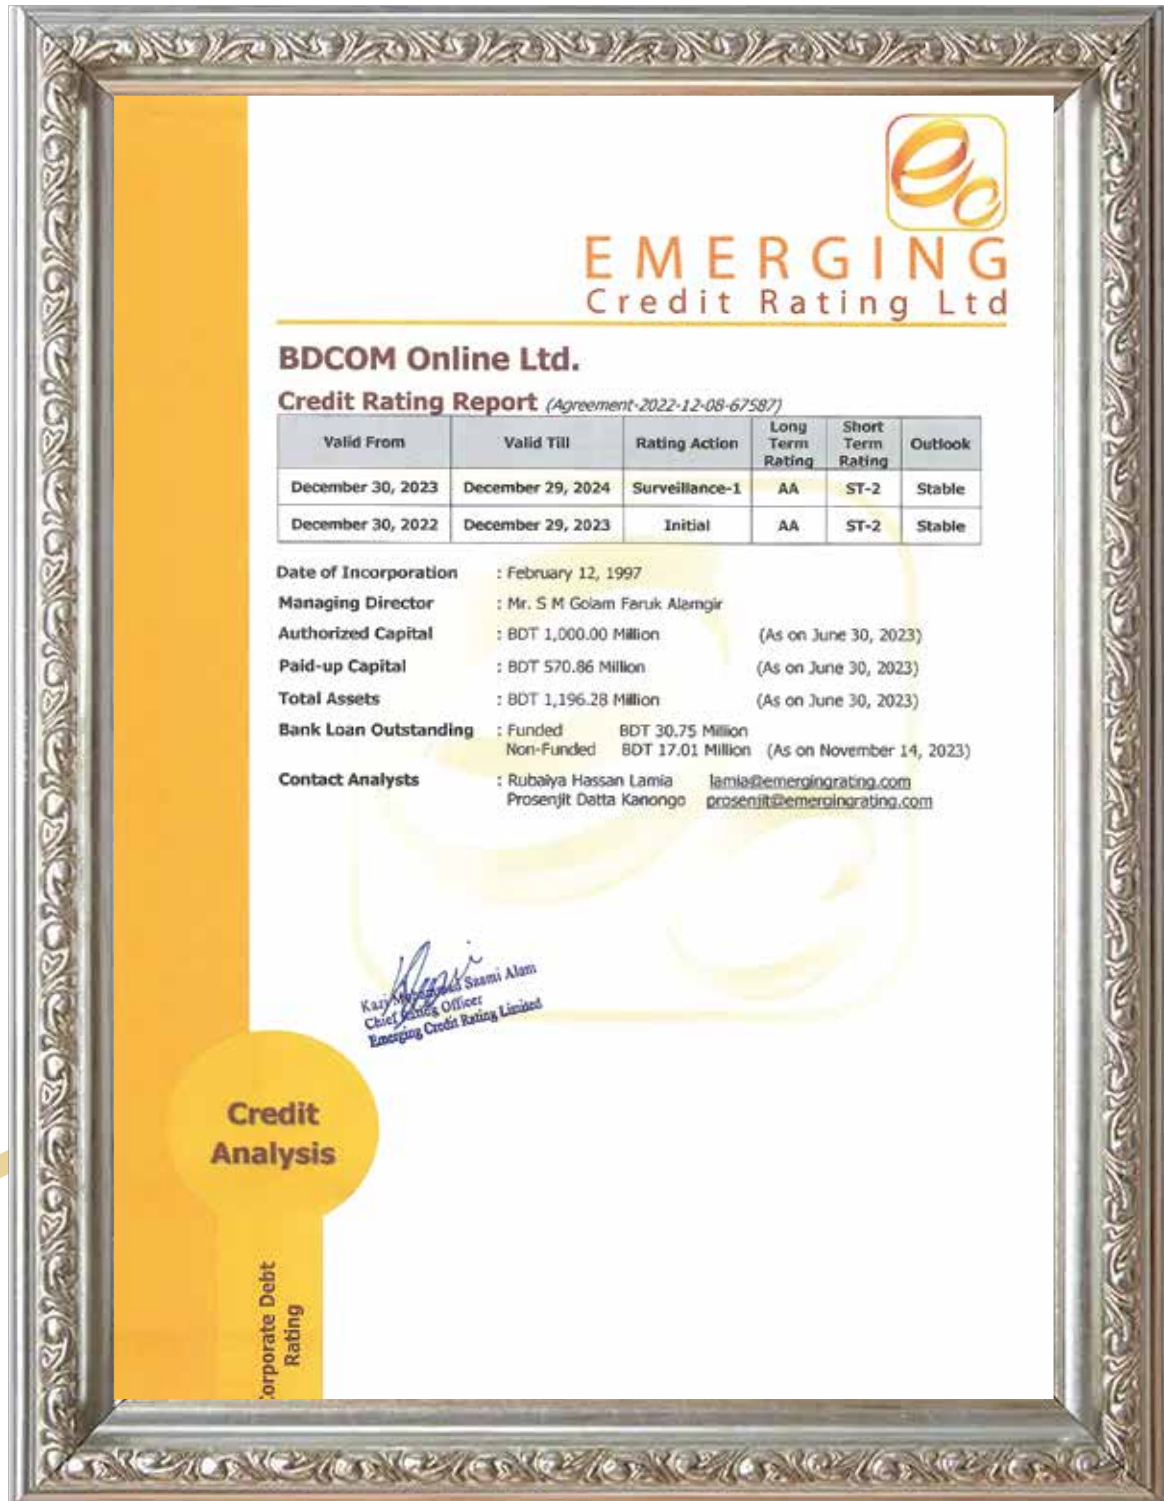 EMERGING
Credit Rating Ltd
BDCOM Online Ltd.
Credit Rating Report (Agreement-2022-12-08-67587)
Valid From Valid Till Rating Action Long Term Rating Short Term Rating Outlook
December 30, 2023 December 29, 2024 Surveillance-1 AA ST-2 Stable
December 30, 2022 December 29, 2023 Initial AA ST-2 Stable
Date of Incorporation : February 12, 1997
Managing Director : Mr. S M Golam Faruk Alamgir
Authorized Capital : BDT 1,000.00 Million (As on June 30, 2023)
Paid-up Capital : BDT 570.86 Million (As on June 30, 2023)
Total Assets : BDT 1,196.28 Million (As on June 30, 2023)
Bank Loan Outstanding : Funded BDT 30.75 Million
Non-Funded BDT 17.01 Million (As on November 14, 2023)
Contact Analysts : Rubaiya Hassan Lamia lamia@emergingrating.com
Prosenjit Datta Kanongo prosenjit@emergingrating.com
Kazi Saami Alam
Chief Rating Officer
Emerging Credit Rating Limited
Credit
Analysis
orporate Debt
Rating